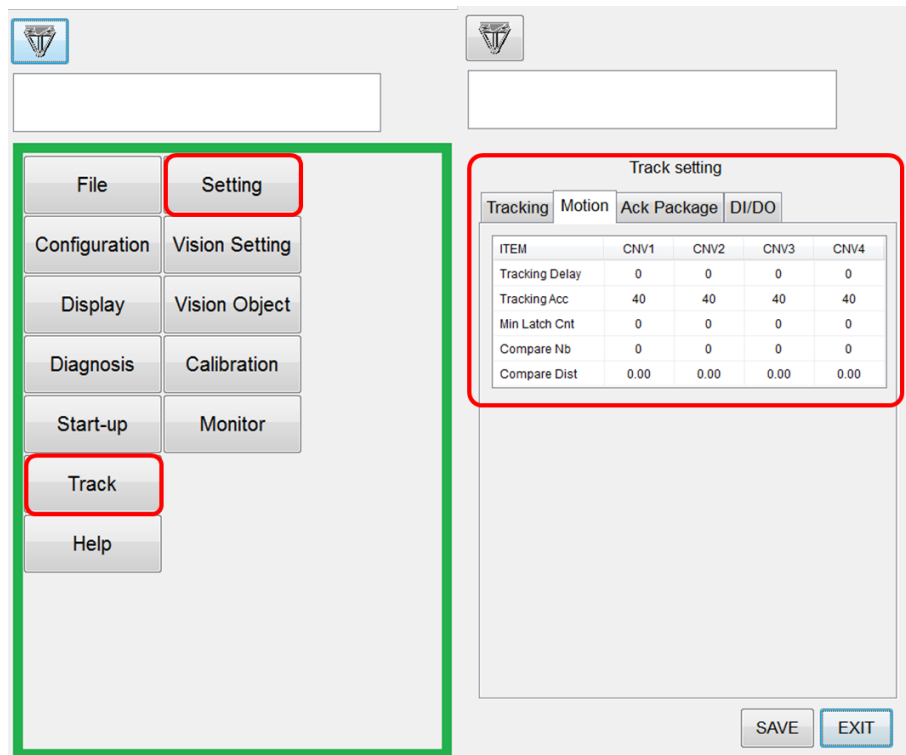 File Setting
Configuration Vision Setting
Display Vision Object
Diagnosis Calibration
Start-up Monitor
Track
Help
Track setting
Tracking Motion Ack Package DI/DO
ITEM CNV1 CNV2 CNV3 CNV4
Tracking Delay 0 0 0 0
Tracking Acc 40 40 40 40
Min Latch Cnt 0 0 0 0
Compare Nb 0 0 0 0
Compare Dist 0.00 0.00 0.00 0.00
SAVE EXIT